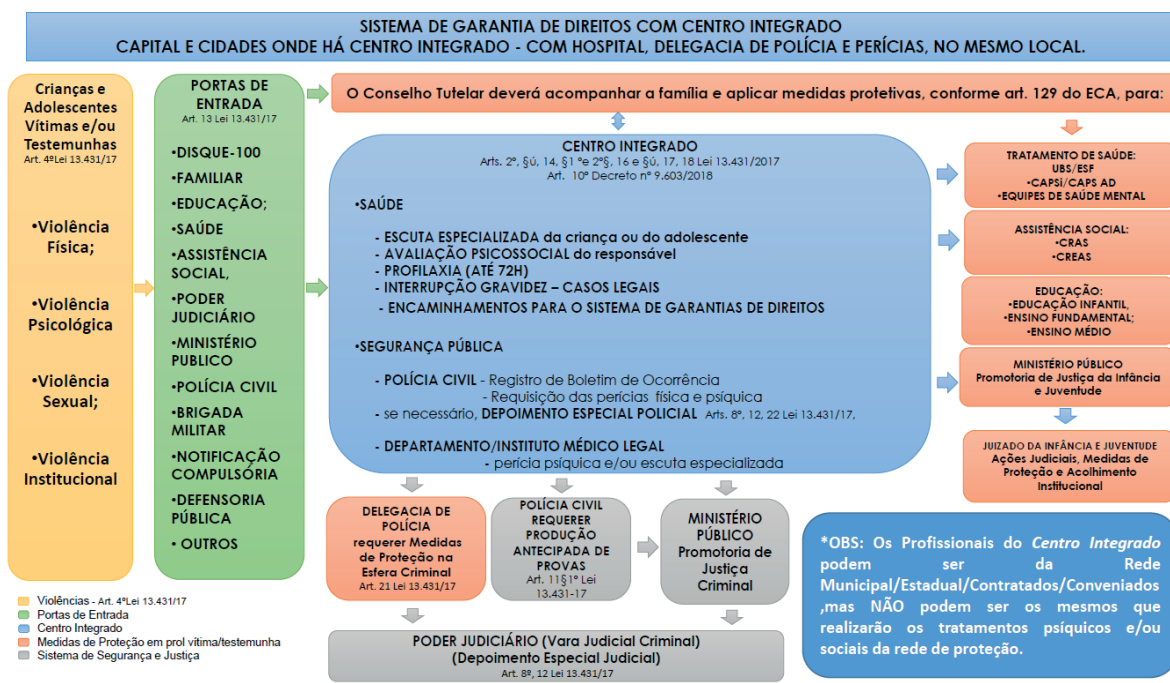 SISTEMA DE GARANTIA DE DIREITOS COM CENTRO INTEGRADO
CAPITAL E CIDADES ONDE HÁ CENTRO INTEGRADO - COM HOSPITAL, DELEGACIA DE POLÍCIA E PERÍCIAS, NO MESMO LOCAL.
Crianças e
Adolescentes
Vítimas e/ou
Testemunhas
Art. 4ºLei 13.431/17
•Violência
Física;
•Violência
Psicológica
•Violência
Sexual;
•Violência
Institucional
PORTAS DE
ENTRADA
Art. 13 Lei 13.431/17
•DISQUE-100
•FAMILIAR
•EDUCAÇÃO;
•SAÚDE
•ASSISTÊNCIA
SOCIAL,
•PODER
JUDICIÁRIO
•MINISTÉRIO
PUBLICO
•POLÍCIA CIVIL
•BRIGADA
MILITAR
•NOTIFICAÇÃO
COMPULSÓRIA
•DEFENSORIA
PÚBLICA
• OUTROS
O Conselho Tutelar deverá acompanhar a família e aplicar medidas protetivas, conforme art. 129 do ECA, para:
CENTRO INTEGRADO
Arts. 2º, §ú, 14, §1 ºe 2º§, 16 e §ú, 17, 18 Lei 13.431/2017
Art. 10º Decreto nº 9.603/2018
•SAÚDE
- ESCUTA ESPECIALIZADA da criança ou do adolescente
- AVALIAÇÃO PSICOSSOCIAL do responsável
- PROFILAXIA (ATÉ 72H)
- INTERRUPÇÃO GRAVIDEZ – CASOS LEGAIS
- ENCAMINHAMENTOS PARA O SISTEMA DE GARANTIAS DE DIREITOS
•SEGURANÇA PÚBLICA
- POLÍCIA CIVIL - Registro de Boletim de Ocorrência
- Requisição das perícias física e psíquica
- se necessário, DEPOIMENTO ESPECIAL POLICIAL Arts. 8º, 12, 22 Lei 13.431/17,
- DEPARTAMENTO/INSTITUTO MÉDICO LEGAL
- perícia psíquica e/ou escuta especializada
TRATAMENTO DE SAÚDE:
UBS/ESF
•CAPSi/CAPS AD
•EQUIPES DE SAÚDE MENTAL
ASSISTÊNCIA SOCIAL:
•CRAS
•CREAS
EDUCAÇÃO:
•EDUCAÇÃO INFANTIL,
•ENSINO FUNDAMENTAL;
•ENSINO MÉDIO
MINISTÉRIO PÚBLICO
Promotoria de Justiça da Infância
e Juventude
JUIZADO DA INFÂNCIA E JUVENTUDE
Ações Judiciais, Medidas de
Proteção e Acolhimento
Institucional
DELEGACIA DE
POLÍCIA
requerer Medidas
de Proteção na
Esfera Criminal
Art. 21 Lei 13.431/17
POLÍCIA CIVIL
REQUERER
PRODUÇÃO
ANTECIPADA DE
PROVAS
Art. 11§1º Lei
13.431-17
MINISTÉRIO
PÚBLICO
Promotoria de
Justiça
Criminal
PODER JUDICIÁRIO (Vara Judicial Criminal)
(Depoimento Especial Judicial)
Art. 8º, 12 Lei 13.431/17
*OBS: Os Profissionais do Centro Integrado
podem ser da Rede
Municipal/Estadual/Contratados/Conveniados
,mas NÃO podem ser os mesmos que
realizarão os tratamentos psíquicos e/ou
sociais da rede de proteção.
Violências - Art. 4ºLei 13.431/17
Portas de Entrada
Centro Integrado
Medidas de Proteção em prol vítima/testemunha
Sistema de Segurança e Justiça